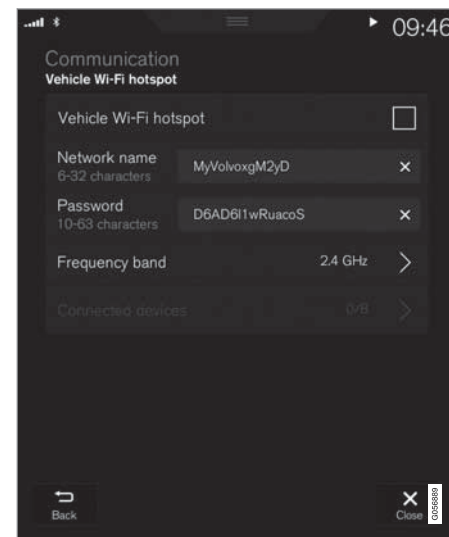 09:46
Communication
Vehicle Wi-Fi hotspot
Vehicle Wi-Fi hotspot
Network name
6-32 characters
MyVolvoxgM2yD
Password
10-63 characters
D6AD6I1wRuacoS
Frequency band 2.4 GHz
Connected devices 0/8
Back
Close
G056889